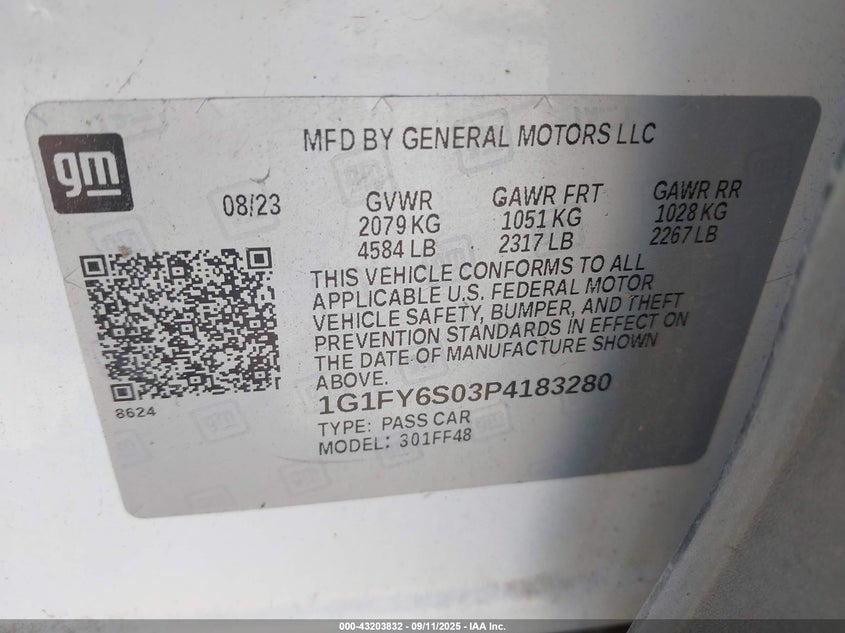 gm
MFD BY GENERAL MOTORS LLC
08/23
GVWR
2079 KG
4584 LB
GAWR FRT
1051 KG
2317 LB
GAWR RR
1028 KG
2267 LB
THIS VEHICLE CONFORMS TO ALL
APPLICABLE U.S. FEDERAL MOTOR
VEHICLE SAFETY, BUMPER, AND THEFT
PREVENTION STANDARDS IN EFFECT ON
THE DATE OF MANUFACTURE SHOWN
ABOVE.
1G1FY6S03P4183280
TYPE: PASS CAR
MODEL: 301FF48
8624
000-43203832 - 09/11/2025 - IAA Inc.